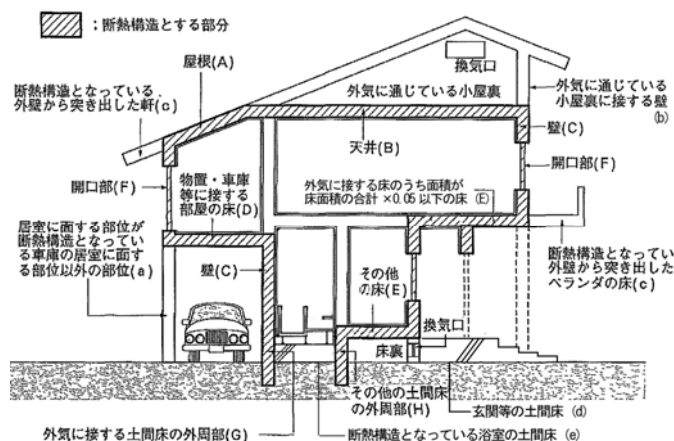 ：断熱構造とする部分
屋根(A)
換気口
断熱構造となっている
外壁から突き出した軒(c)
外気に通じている小屋裏
外気に通じている
小屋裏に接する壁
(b)
壁(C)
天井(B)
開口部(F)
開口部(F)
物置・車庫
等に接する
部屋の床(D)
外気に接する床のうち面積が
床面積の合計×0.05以下の床(E)
居室に面する部位が
断熱構造となってい
る車庫の居室に面す
る部位以外の部位(a)
壁(C)
その他
の床(E)
断熱構造となってい
外壁から突き出した
ベランダの床(c)
換気口
床裏
その他の土間床
の外周部(H)
玄関等の土間床(d)
外気に接する土間床の外周部(G)
断熱構造となっている浴室の土間床(e)